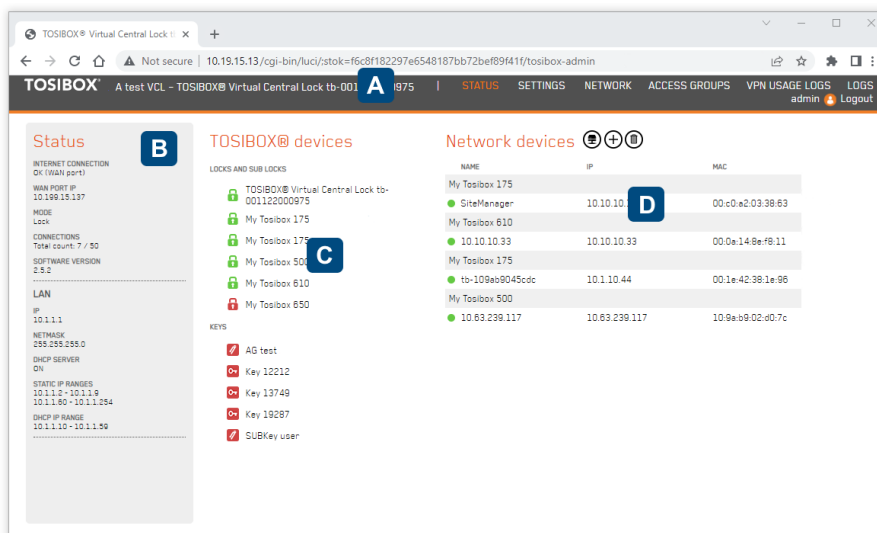 TOSIBOX® Virtual Central Lock t
Not secure 10.19.15.13/cgi-bin/luci/;stok=f6c8f182297e6548187bb72bef89f41f/tosibox-admin
TOSIBOX® A test VCL – TOSIBOX® Virtual Central Lock tb-001 A 0975 | STATUS SETTINGS NETWORK ACCESS GROUPS VPN USAGE LOGS LOGS
admin Logout
Status
B
INTERNET CONNECTION
OK (WAN port)
WAN PORT IP
10.199.15.137
MODE
Lock
CONNECTIONS
Total count: 7 / 50
SOFTWARE VERSION
2.5.2
LAN
IP
10.1.1.1
NETMASK
255.255.255.0
DHCP SERVER
ON
STATIC IP RANGES
10.1.1.2 - 10.1.1.9
10.1.1.60 - 10.1.1.254
DHCP IP RANGE
10.1.1.10 - 10.1.1.59
TOSIBOX® devices
LOCKS AND SUB LOCKS
TOSIBOX® Virtual Central Lock tb-
001122000975
My Tosibox 175
My Tosibox 175
My Tosibox 500
C
My Tosibox 610
My Tosibox 650
KEYS
AG test
Key 12212
Key 13749
Key 19287
SUBKey user
Network devices
NAME IP MAC
My Tosibox 175
SiteManager 10.10.10. D 00:c0:a2:03:38:63
My Tosibox 610
10.10.10.33 10.10.10.33 00:0a:14:8e:f8:11
My Tosibox 175
tb-109ab9045cdc 10.1.10.44 00:1e:42:38:1e:96
My Tosibox 500
10.63.239.117 10.63.239.117 10:9a:b9:02:d0:7c